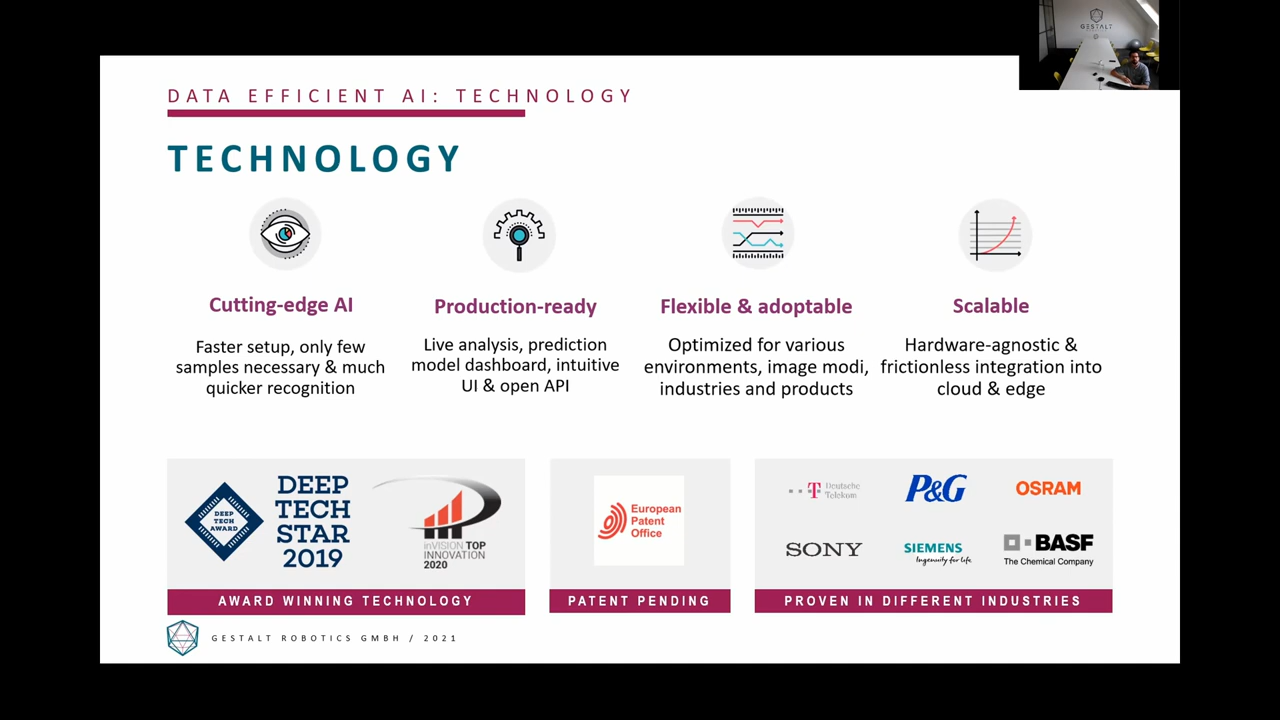 GESTALT
DATA EFFICIENT AI: TECHNOLOGY
TECHNOLOGY
Cutting-edge AI
Faster setup, only few
samples necessary & much
quicker recognition
Production-ready
Live analysis, prediction
model dashboard, intuitive
UI & open API
Flexible & adoptable
Optimized for various
environments, image modi,
industries and products
Scalable
Hardware-agnostic &
frictionless integration into
cloud & edge
DEEP
TECH
AWARD
DEEP
TECH
STAR
2019
inVISION TOP
INNOVATION
2020
AWARD WINNING TECHNOLOGY
European
Patent
Office
PATENT PENDING
T Deutsche
Telekom
P&G
OSRAM
SONY
SIEMENS
Ingenuity for life
BASF
The Chemical Company
PROVEN IN DIFFERENT INDUSTRIES
GESTALT ROBOTICS GMBH / 2021